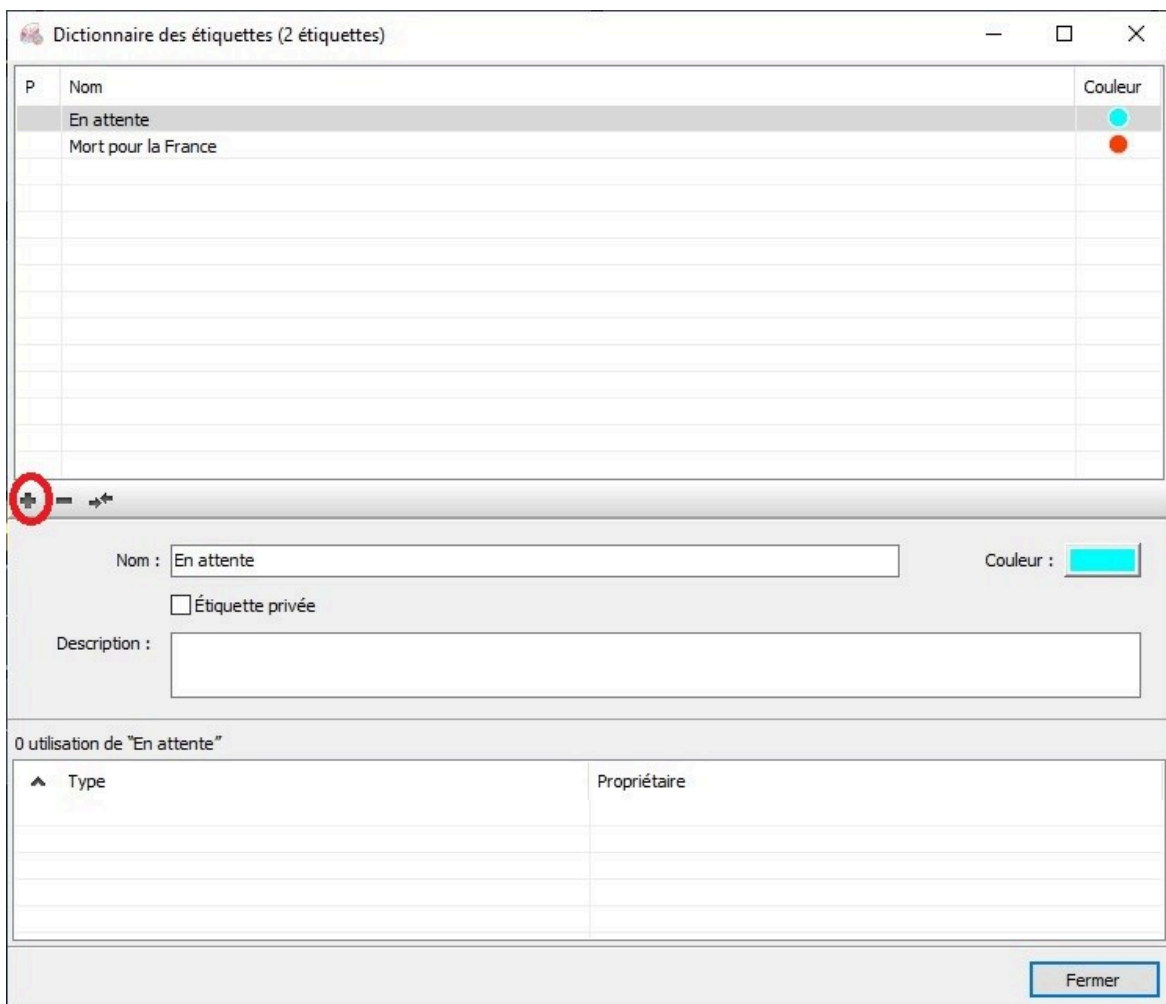 Dictionnaire des étiquettes (2 étiquettes)
P Nom Couleur
En attente
Mort pour la France
Nom : En attente Couleur :
Étiquette privée
Description :
0 utilisation de "En attente"
Type Propriétaire
Fermer